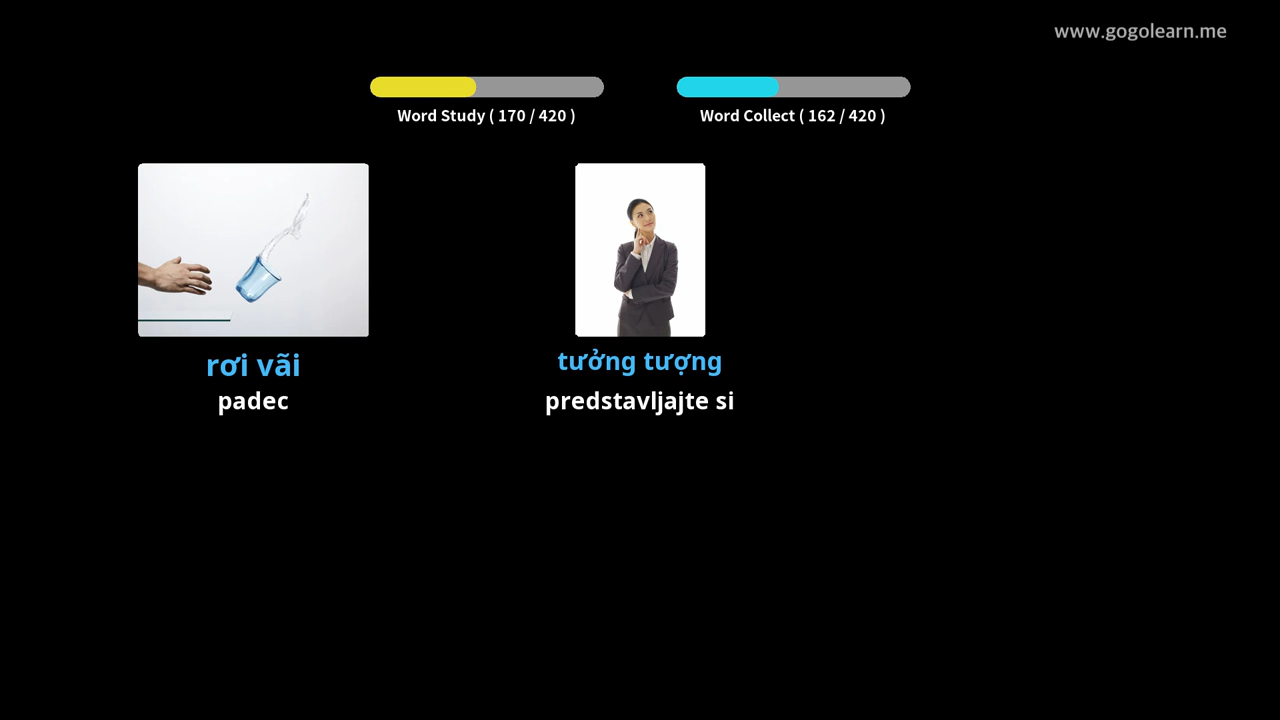 www.gogolearn.me
Word Study ( 170 / 420 )
Word Collect ( 162 / 420 )
rơi vãi
padec
tưởng tượng
predstavljajte si